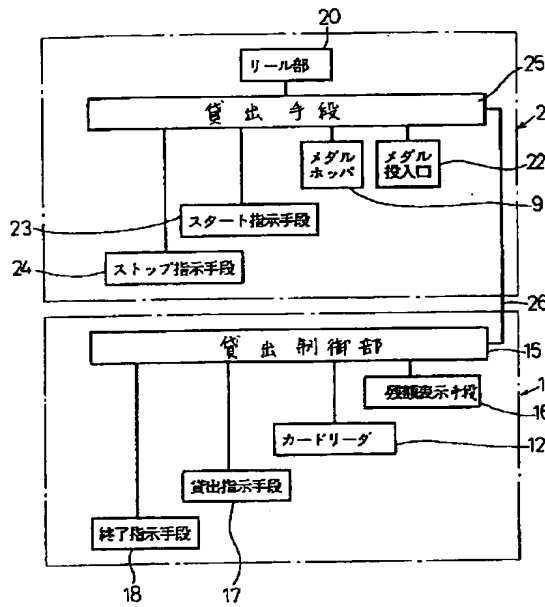 20
リール部
25
貸出手段
2
メダル
ホッパ
メダル
投入口
22
9
23
スタート指示手段
24
ストップ指示手段
26
貸出制御部
15
1
残額表示手段
16
カードリーダ
12
貸出指示手段
終了指示手段
18
17